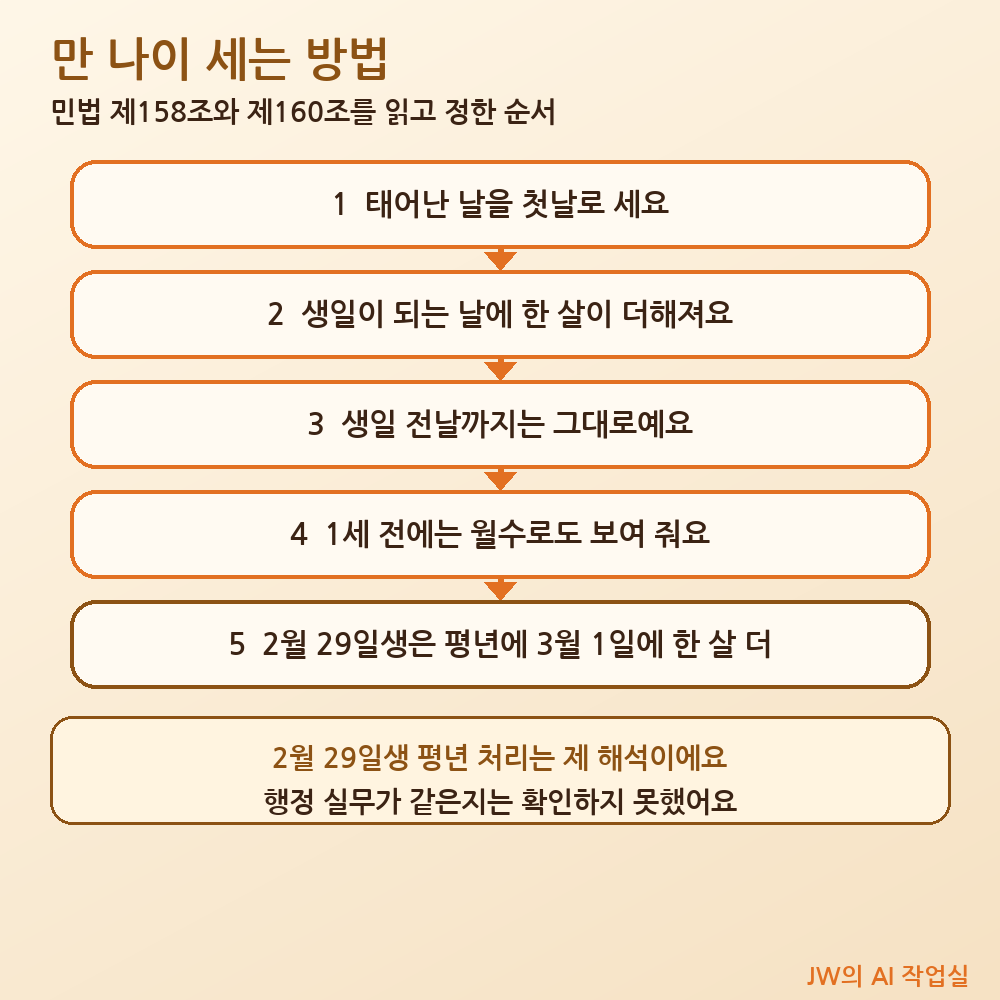 만 나이 세는 방법
민법 제158조와 제160조를 읽고 정한 순서
1 태어난 날을 첫날로 세요
2 생일이 되는 날에 한 살이 더해져요
3 생일 전날까지는 그대로예요
4 1세 전에는 월수로도 보여 줘요
5 2월 29일생은 평년에 3월 1일에 한 살 더
2월 29일생 평년 처리는 제 해석이에요
행정 실무가 같은지는 확인하지 못했어요
JW의 AI 작업실